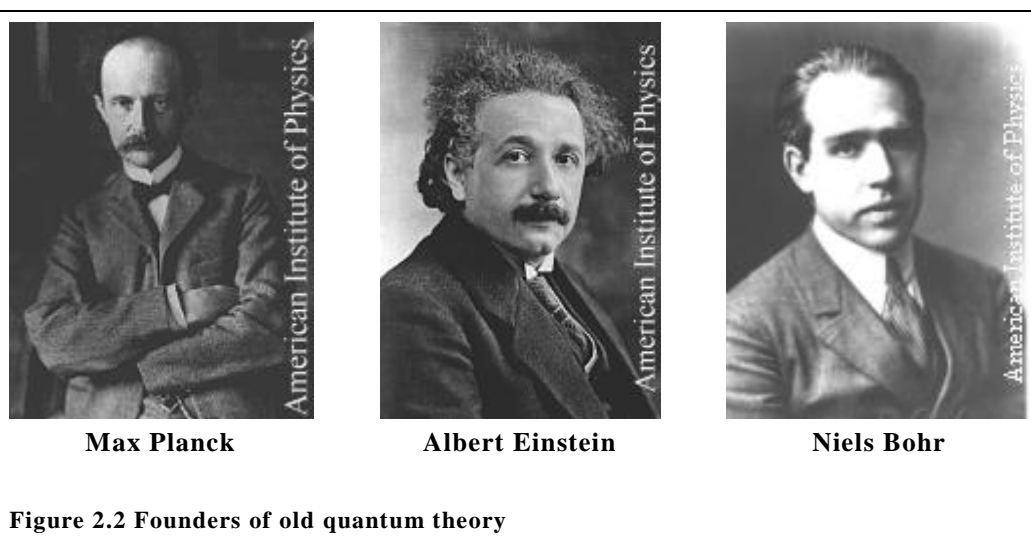 American Institute of Physics
American Institute of Physics
American Institute of Physics
Max Planck
Albert Einstein
Niels Bohr
Figure 2.2 Founders of old quantum theory